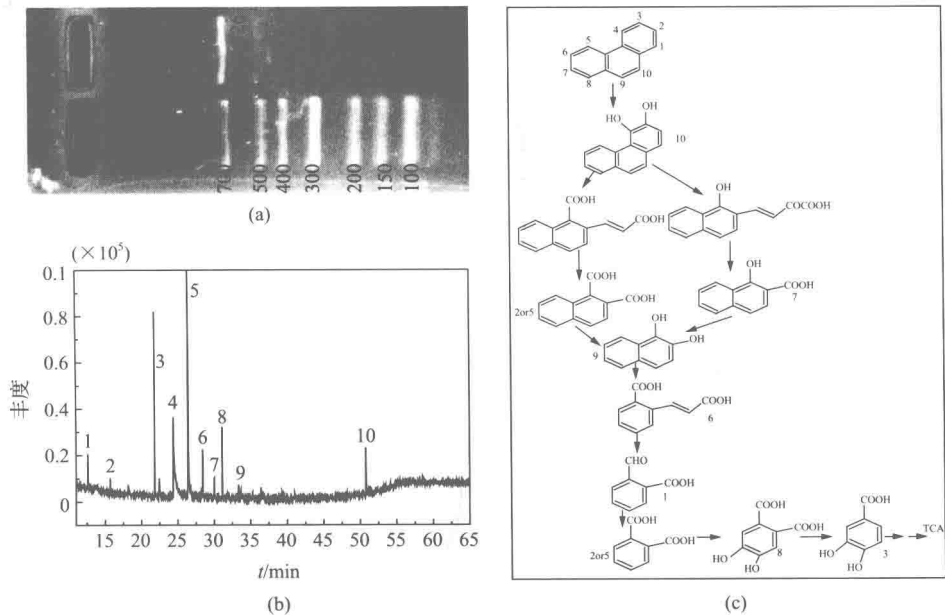 700
500
400
300
200
150
100
(a)
(×10⁵)
0.1
0.8
0.6
0.4
0.2
0
丰度
1
2
3
4
5
6
7
8
9
10
15 20 25 30 35 40 45 50 55 60 65
t/min
(b)
3
4 2
5 1
6
7 10
8 9
OH
HO
10
COOH OH
COOH COCOOH
COOH OH
COOH COOH
2or5 7
OH
OH
9
COOH
COOH
6
CHO
COOH
1
COOH
COOH
2or5
COOH
COOH
HO 8
OH
COOH
HO 3
OH
TCA
(c)